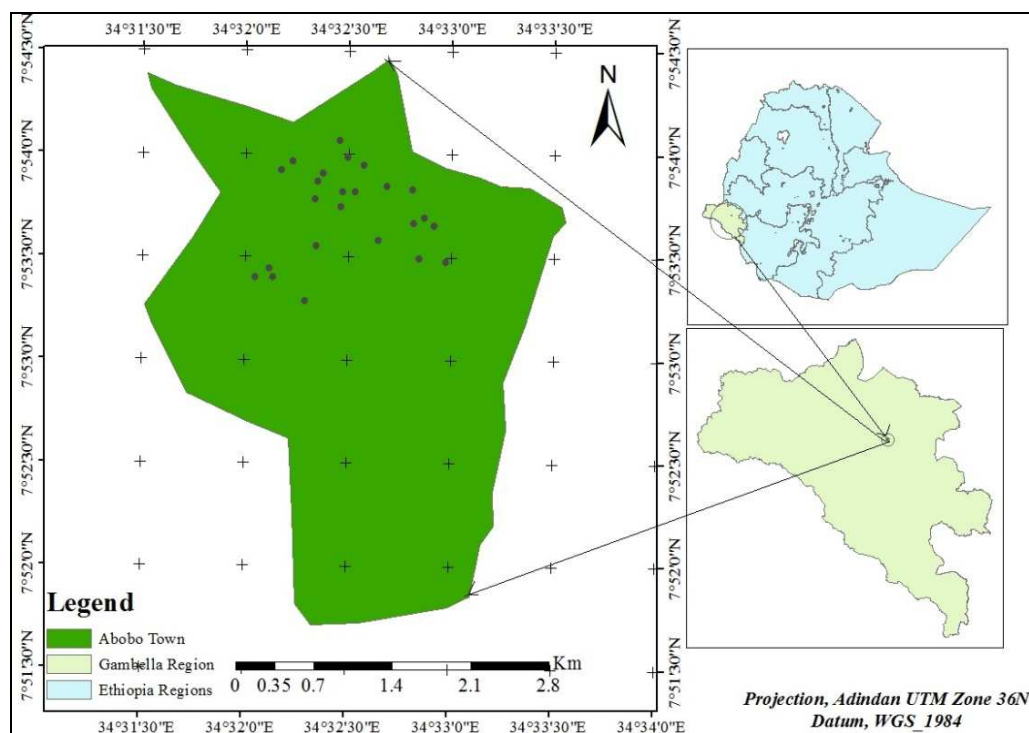 34°31'30"E 34°32'0"E 34°32'30"E 34°33'0"E 34°33'30"E
7°54'30"N
7°54'0"N
7°53'30"N
7°53'0"N
7°52'30"N
7°52'0"N
7°51'30"N
N
7°54'30"N
7°54'0"N
7°53'30"N
7°53'0"N
7°52'30"N
7°52'0"N
7°51'30"N
Legend
Abobo Town
Gambella Region
Ethiopia Regions
Km
0 0.35 0.7 1.4 2.1 2.8
34°31'30"E 34°32'0"E 34°32'30"E 34°33'0"E 34°33'30"E 34°34'0"E
Projection, Adindan UTM Zone 36N
Datum, WGS_1984